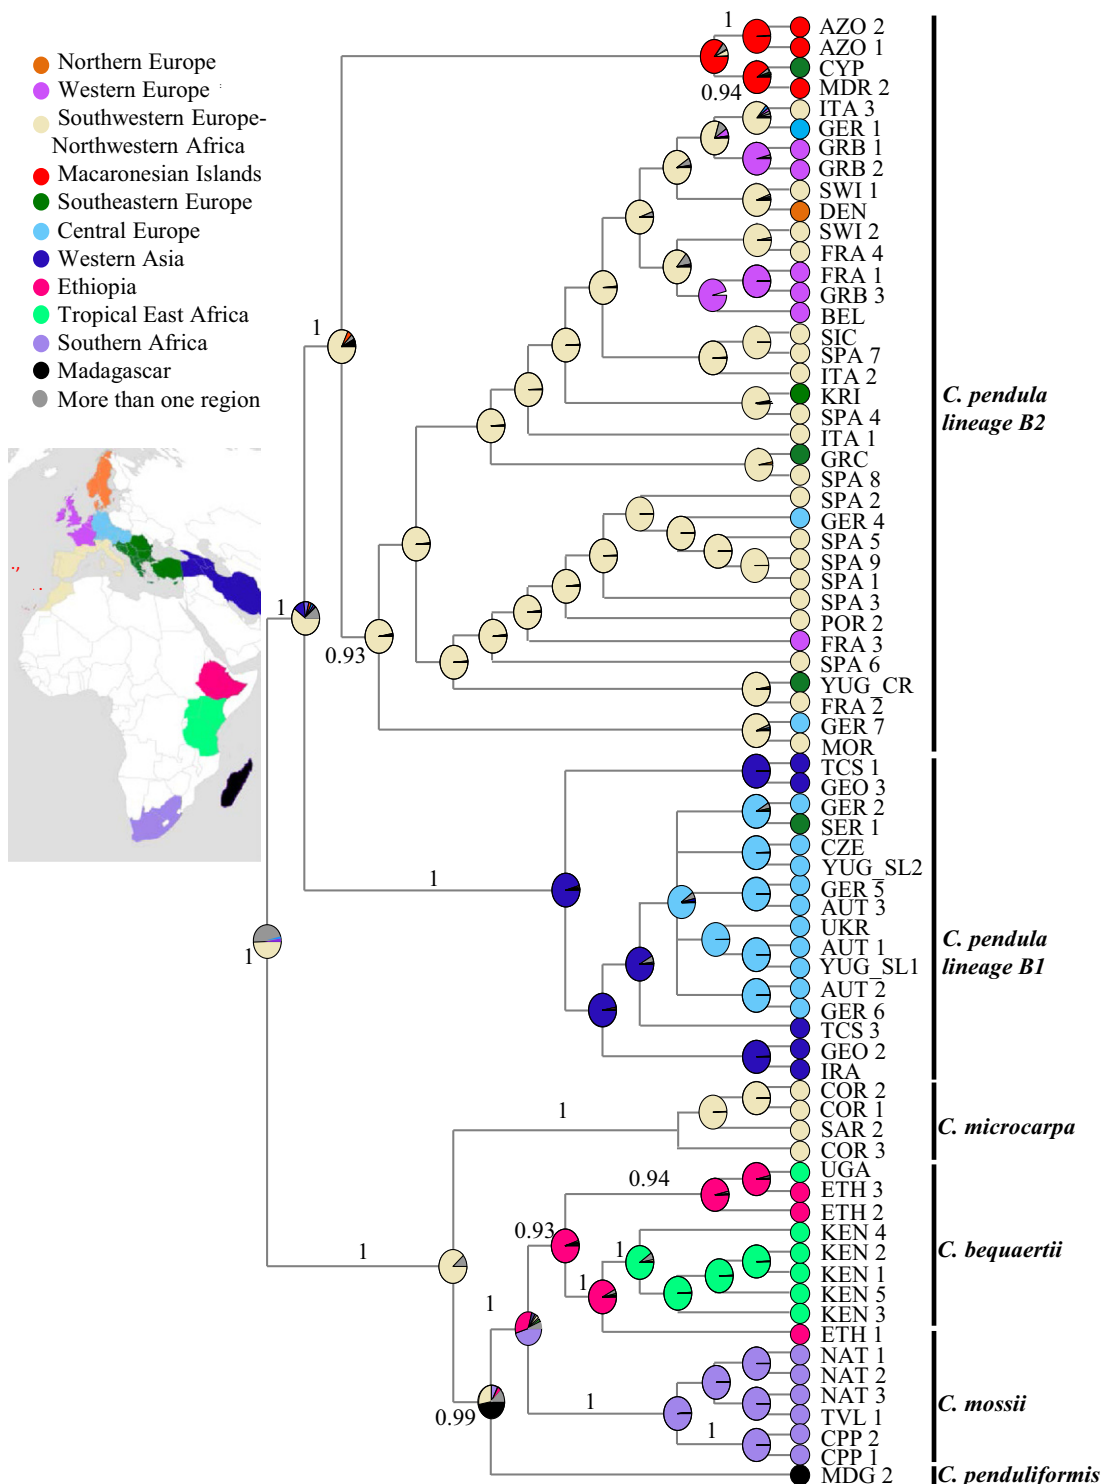 Northern Europe
Western Europe
Southwestern Europe-
Northwestern Africa
Macaronesian Islands
Southeastern Europe
Central Europe
Western Asia
Ethiopia
Tropical East Africa
Southern Africa
Madagascar
More than one region
1
AZO 2
AZO 1
CYP
0.94
MDR 2
ITA 3
GER 1
GRB 1
GRB 2
SWI 1
DEN
SWI 2
FRA 4
FRA 1
GRB 3
BEL
1
SIC
SPA 7
ITA 2
KRI
SPA 4
ITA 1
GRC
SPA 8
C. pendula
lineage B2
SPA 2
GER 4
SPA 5
SPA 9
SPA 1
SPA 3
1
POR 2
FRA 3
0.93
SPA 6
YUG_CR
FRA 2
GER 7
MOR
TCS 1
GEO 3
GER 2
SER 1
CZE
YUG_SL2
1
GER 5
AUT 3
UKR
AUT 1
1
YUG_SL1
AUT 2
GER 6
C. pendula
lineage B1
TCS 3
GEO 2
IRA
COR 2
COR 1
1
SAR 2
COR 3
C. microcarpa
UGA
0.94
ETH 3
ETH 2
0.93
KEN 4
1
1
KEN 2
KEN 1
1
KEN 5
1
KEN 3
C. bequaertii
ETH 1
NAT 1
NAT 2
NAT 3
1
0.99
TVL 1
1
CPP 2
CPP 1
C. mossii
MDG 2
C. penduliformis